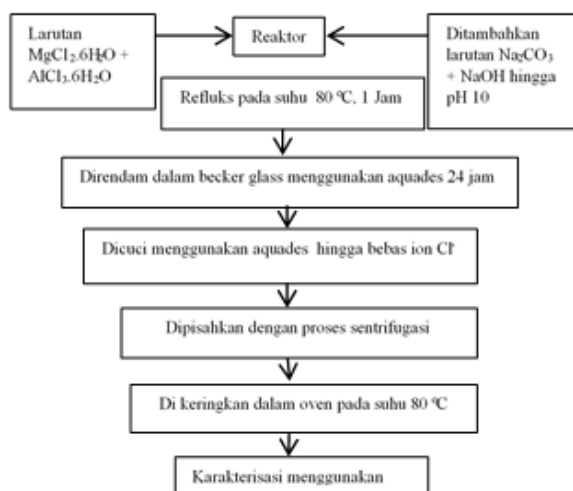 Larutan
MgCl₂.6H₂O +
AlCl₃.6H₂O
Reaktor
Ditambahkan
larutan Na₂CO₃
+ NaOH hingga
pH 10
Refluks pada suhu 80 ºC, 1 Jam
Direndam dalam becker glass menggunakan aquades 24 jam
Dicuci menggunakan aquades hingga bebas ion Cl⁻
Dipisahkan dengan proses sentrifugasi
Di keringkan dalam oven pada suhu 80 ºC
Karakterisasi menggunakan